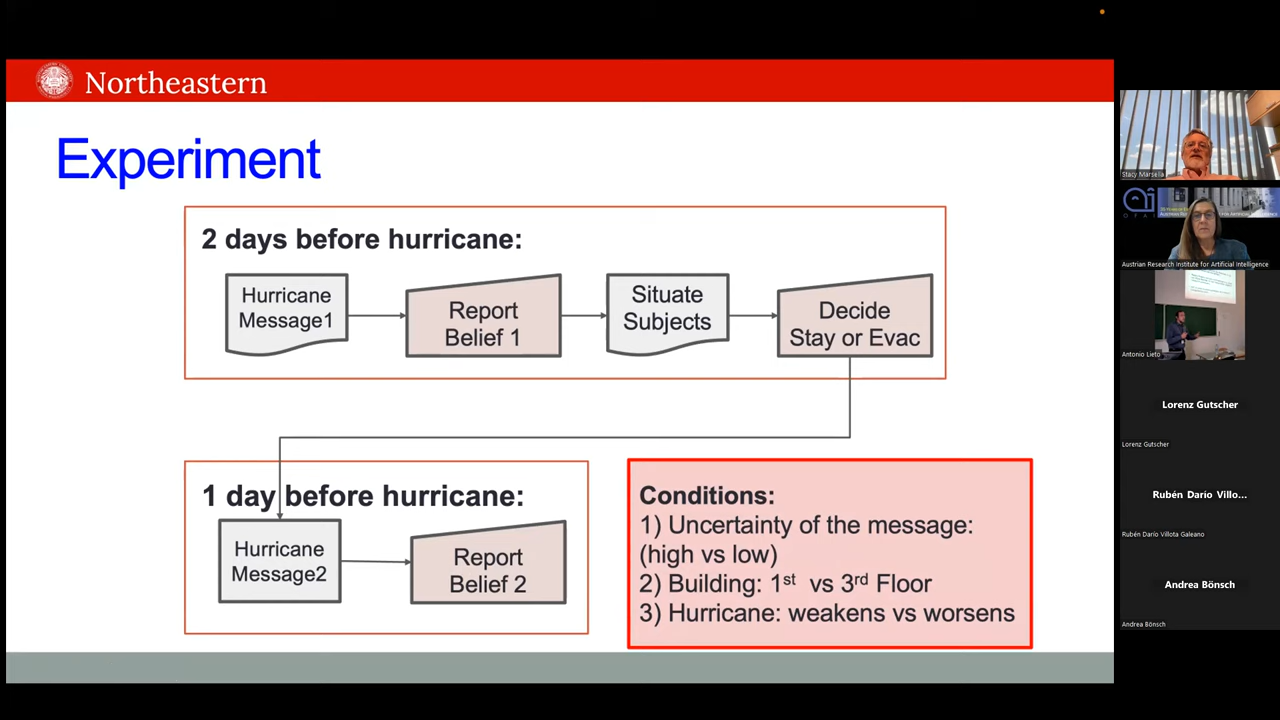 Northeastern
Experiment
2 days before hurricane:
Hurricane
Message1
Report
Belief 1
Situate
Subjects
Decide
Stay or Evac
1 day before hurricane:
Hurricane
Message2
Report
Belief 2
Conditions:
1) Uncertainty of the message:
(high vs low)
2) Building: 1st vs 3rd Floor
3) Hurricane: weakens vs worsens
Stacy Marsella
Austrian Research Institute for Artificial Intelligence
Antonio Lieto
Lorenz Gutscher
Lorenz Gutscher
Rubén Darío Villo...
Rubén Darío Villota Galeano
Andrea Bönsch
Andrea Bönsch